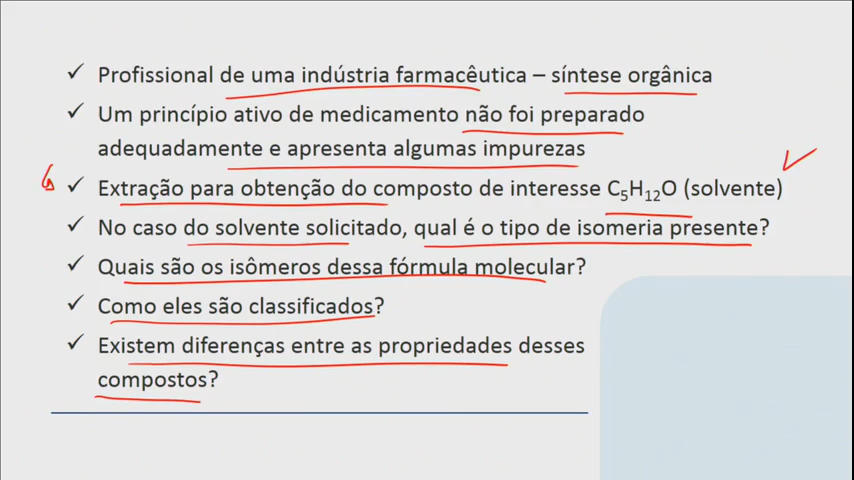 ✓ Profissional de uma indústria farmacêutica – síntese orgânica
✓ Um princípio ativo de medicamento não foi preparado
adequadamente e apresenta algumas impurezas
✓ Extração para obtenção do composto de interesse C₅H₁₂O (solvente)
✓ No caso do solvente solicitado, qual é o tipo de isomeria presente?
✓ Quais são os isômeros dessa fórmula molecular?
✓ Como eles são classificados?
✓ Existem diferenças entre as propriedades desses
compostos?